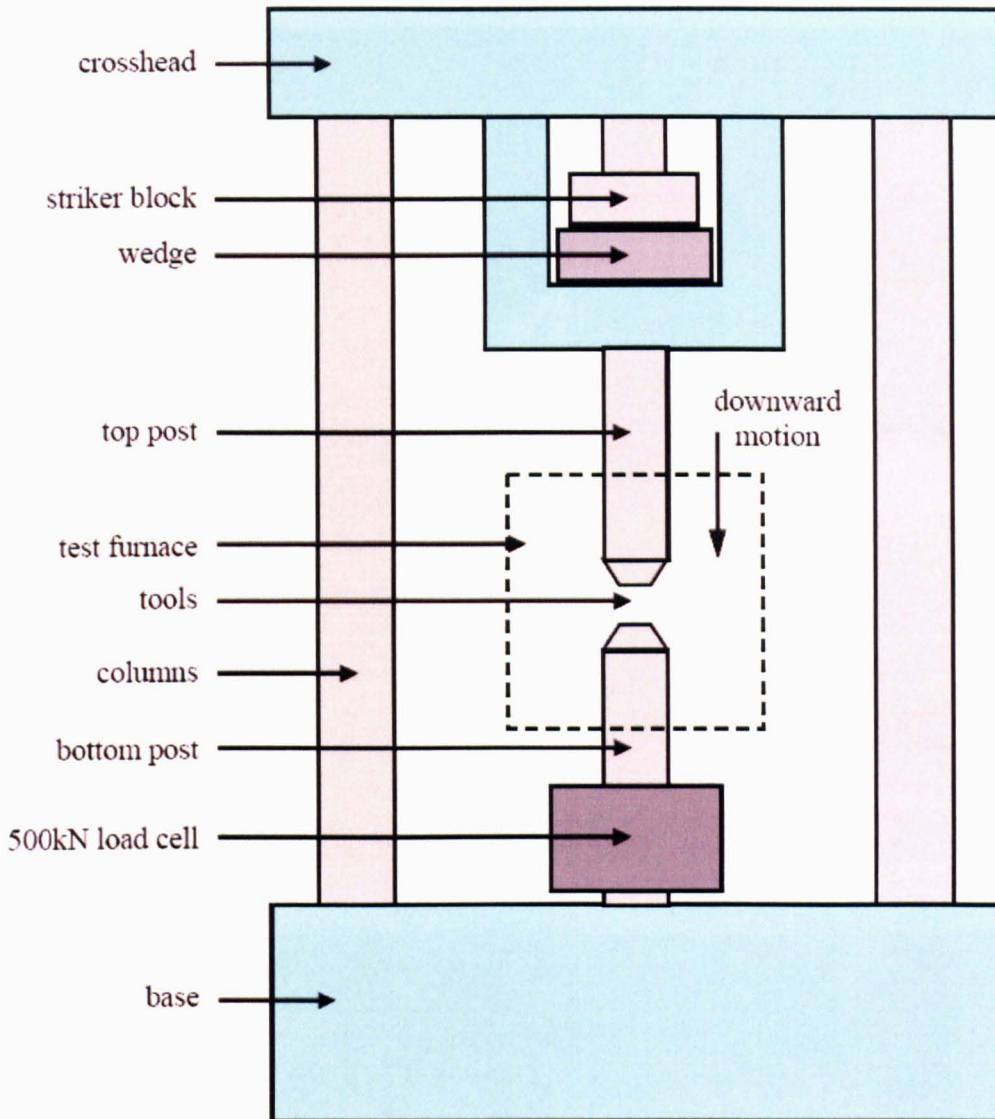 crosshead
striker block
wedge
top post
downward
motion
test furnace
tools
columns
bottom post
500kN load cell
base